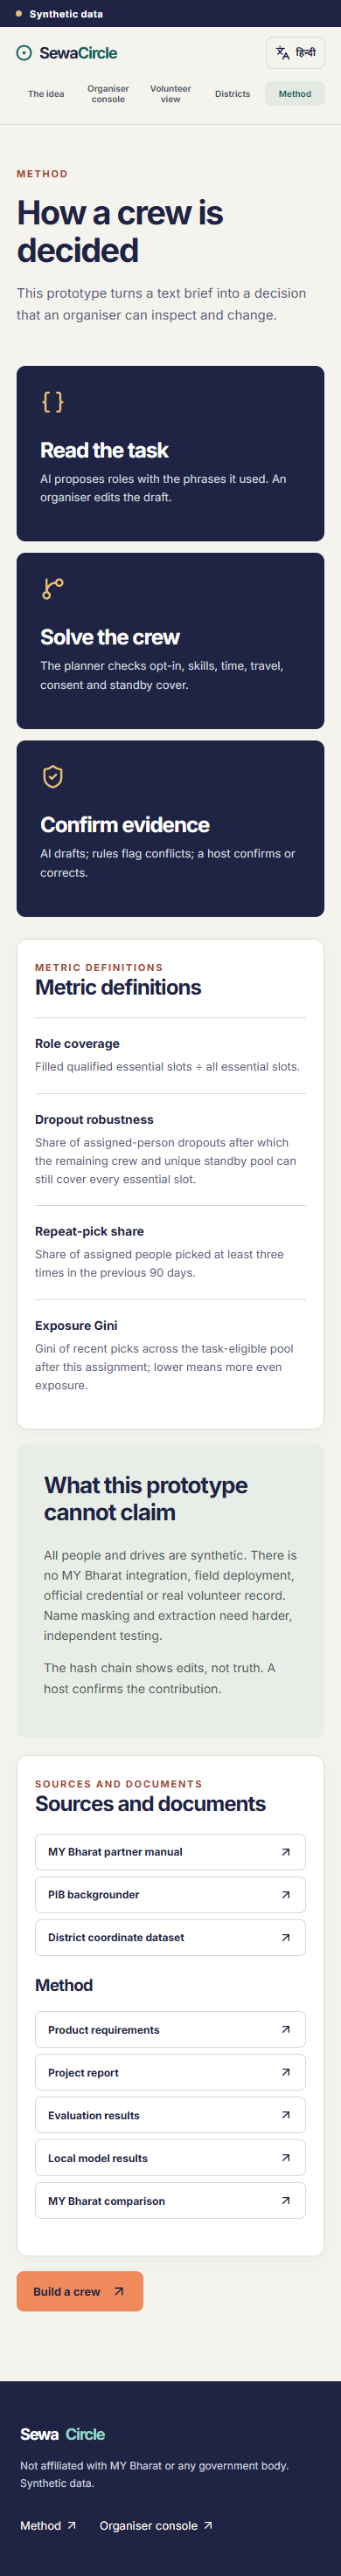 Synthetic data
SewaCircle
हिन्दी
The idea
Organiser
console
Volunteer
view
Districts
Method
METHOD
How a crew is
decided
This prototype turns a text brief into a decision
that an organiser can inspect and change.
Read the task
AI proposes roles with the phrases it used. An
organiser edits the draft.
Solve the crew
The planner checks opt-in, skills, time, travel,
consent and standby cover.
Confirm evidence
AI drafts; rules flag conflicts; a host confirms or
corrects.
METRIC DEFINITIONS
Metric definitions
Role coverage
Filled qualified essential slots ÷ all essential slots.
Dropout robustness
Share of assigned-person dropouts after which
the remaining crew and unique standby pool can
still cover every essential slot.
Repeat-pick share
Share of assigned people picked at least three
times in the previous 90 days.
Exposure Gini
Gini of recent picks across the task-eligible pool
after this assignment; lower means more even
exposure.
What this prototype
cannot claim
All people and drives are synthetic. There is
no MY Bharat integration, field deployment,
official credential or real volunteer record.
Name masking and extraction need harder,
independent testing.
The hash chain shows edits, not truth. A
host confirms the contribution.
SOURCES AND DOCUMENTS
Sources and documents
MY Bharat partner manual
PIB backgrounder
District coordinate dataset
Method
Product requirements
Project report
Evaluation results
Local model results
MY Bharat comparison
Build a crew
Sewa Circle
Not affiliated with MY Bharat or any government body.
Synthetic data.
Method
Organiser console